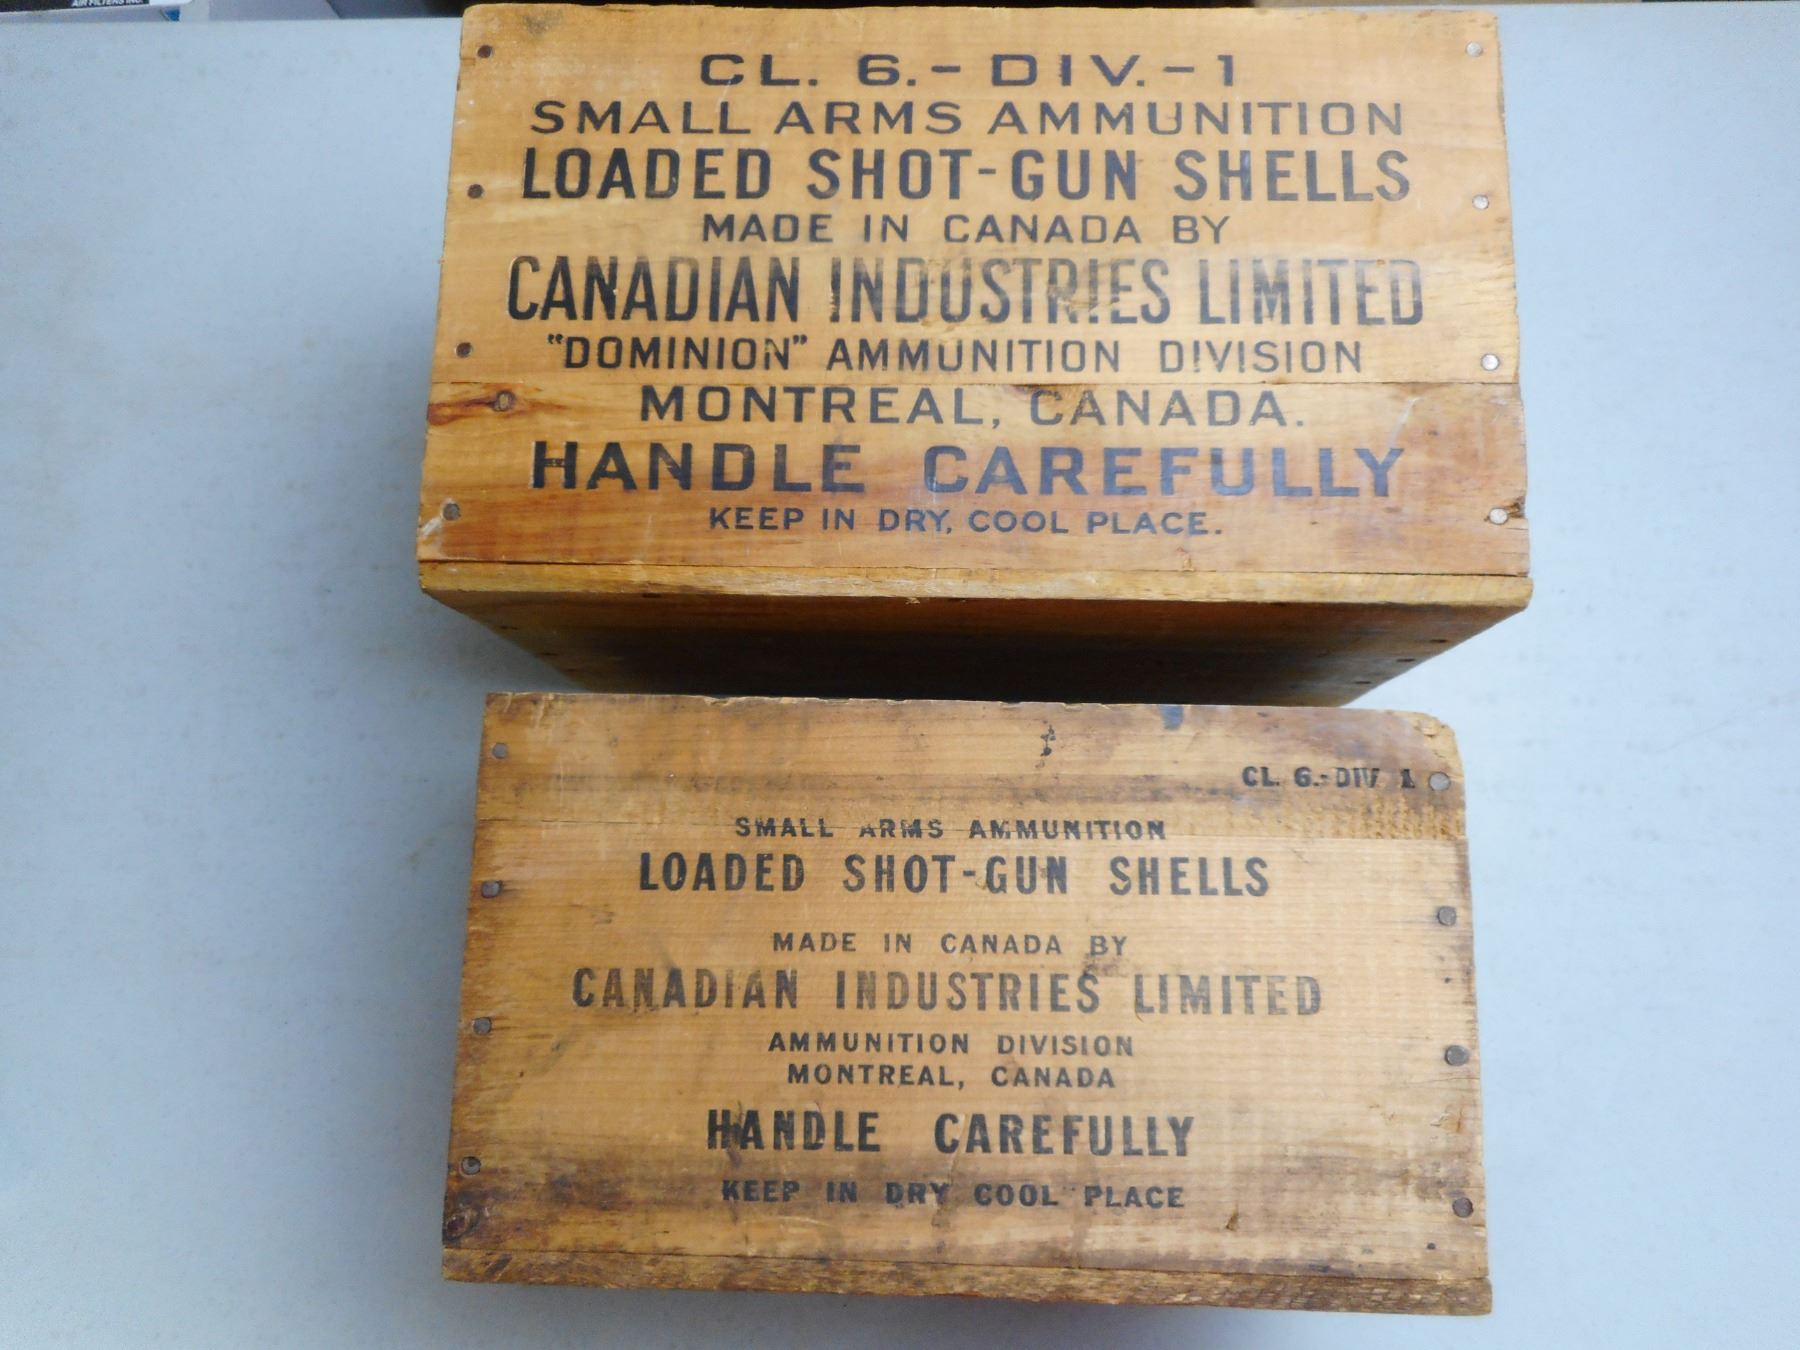 AIR FILTERS INC.
CL. 6.-DIV.-1
SMALL ARMS AMMUNITION
LOADED SHOT-GUN SHELLS
MADE IN CANADA BY
CANADIAN INDUSTRIES LIMITED
"DOMINION" AMMUNITION DIVISION
MONTREAL, CANADA.
HANDLE CAREFULLY
KEEP IN DRY, COOL PLACE.
CL. 6.-DIV 1
SMALL ARMS AMMUNITION
LOADED SHOT-GUN SHELLS
MADE IN CANADA BY
CANADIAN INDUSTRIES LIMITED
AMMUNITION DIVISION
MONTREAL, CANADA
HANDLE CAREFULLY
KEEP IN DRY COOL PLACE